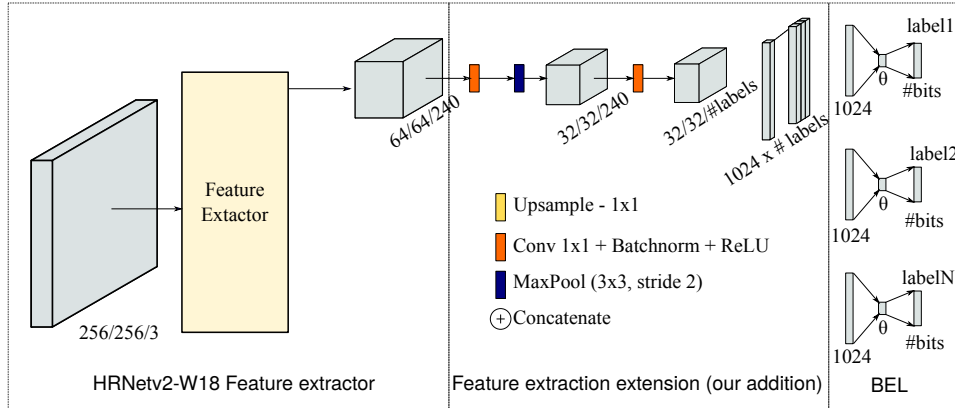 Feature
Extactor
256/256/3
64/64/240
32/32/240
32/32/#labels
1024 x # labels
Upsample - 1x1
Conv 1x1 + Batchnorm + ReLU
MaxPool (3x3, stride 2)
+ Concatenate
label1
θ
#bits
1024
label2
θ
#bits
1024
labelN
θ
#bits
1024
HRNetv2-W18 Feature extractor
Feature extraction extension (our addition)
BEL